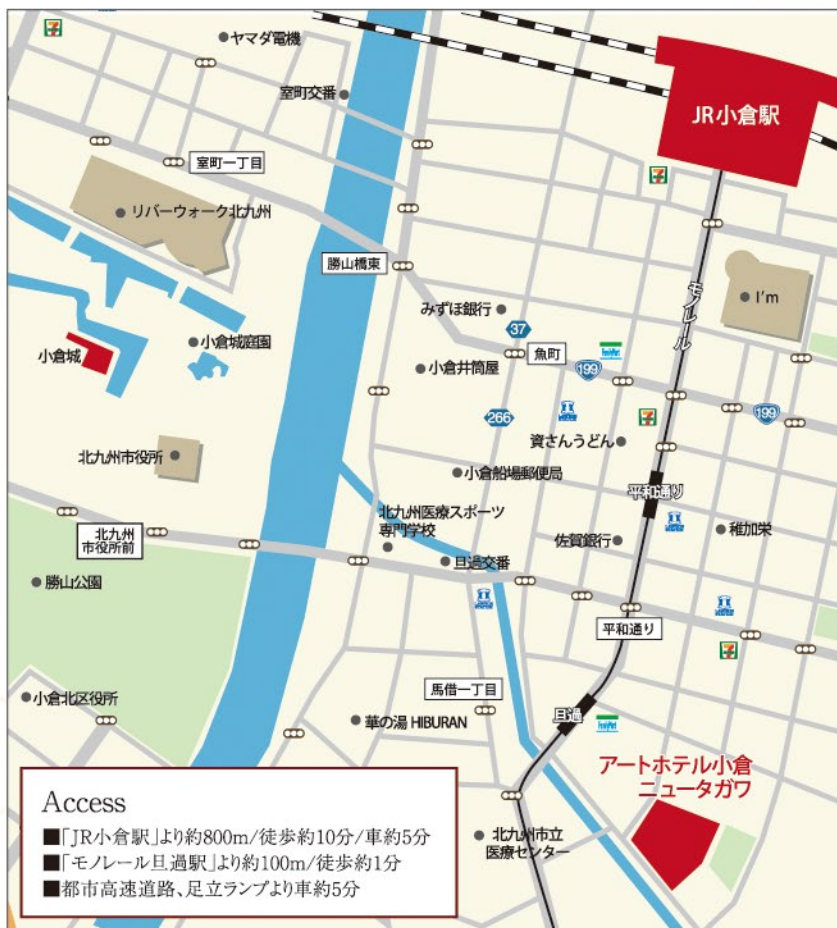 ヤマダ電機
室町交番
JR小倉駅
室町一丁目
リバーウォーク北九州
勝山橋東
モノレール
I'm
みずほ銀行
37
小倉城庭園
小倉城
魚町
FamilyMart
小倉井筒屋
199
266
199
資さんうどん
北九州市役所
小倉船場郵便局
平和通り
北九州医療スポーツ
専門学校
稚加栄
佐賀銀行
北九州
市役所前
旦過交番
勝山公園
平和通り
小倉北区役所
馬借一丁目
華の湯 HIBURAN
旦過
FamilyMart
アートホテル小倉
ニュータガワ
北九州市立
医療センター
Access
■「JR小倉駅」より約800m/徒歩約10分/車約5分
■「モノレール旦過駅」より約100m/徒歩約1分
■都市高速道路、足立ランプより車約5分